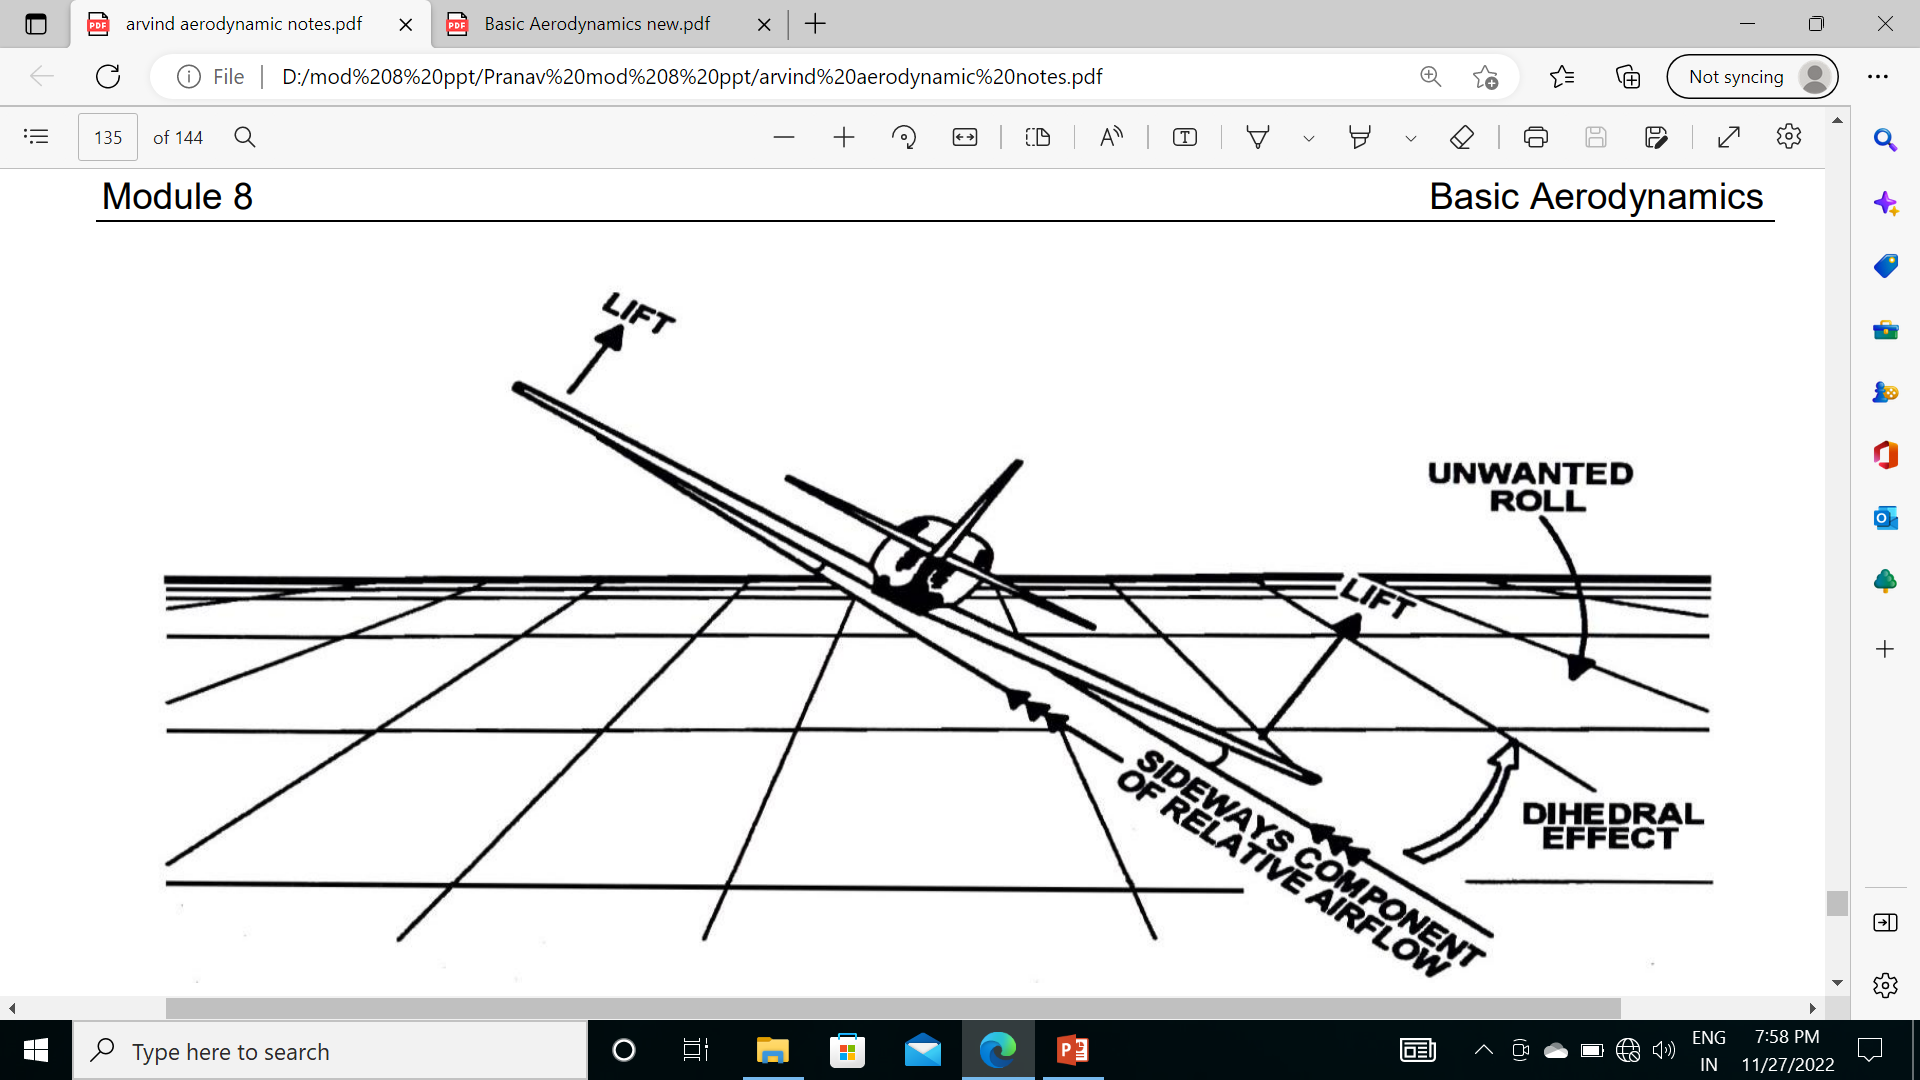 arvind aerodynamic notes.pdf
Basic Aerodynamics new.pdf
File
D:/mod%208%20ppt/Pranav%20mod%208%20ppt/arvind%20aerodynamic%20notes.pdf
Not syncing
135 of 144
Module 8
Basic Aerodynamics
LIFT
UNWANTED
ROLL
LIFT
SIDEWAYS COMPONENT
OF RELATIVE AIRFLOW
DIHEDRAL
EFFECT
Type here to search
ENG
IN
7:58 PM
11/27/2022